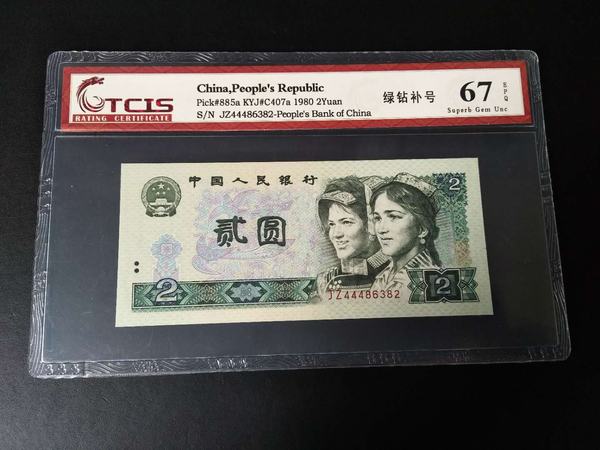 TCIS
RATING CERTIFICATE
China,People's Republic
Pick#885a KYJ#C407a 1980 2Yuan
S/N JZ44486382-People's Bank of China
绿钻补号
67 EPQ
Superb Gem Unc
中国人民银行
贰圆
2
2
JZ44486382
2